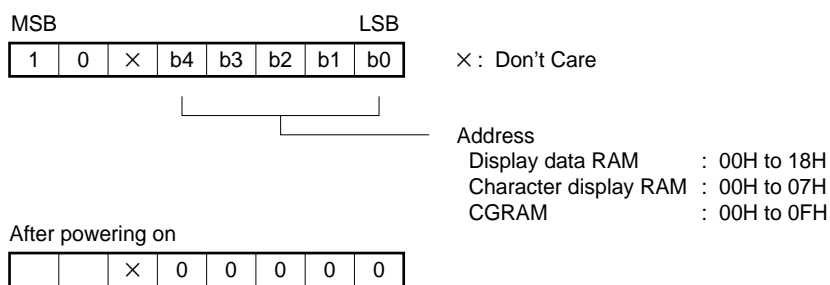 MSB LSB
1 0 × b4 b3 b2 b1 b0 × : Don't Care
Address
Display data RAM : 00H to 18H
Character display RAM : 00H to 07H
CGRAM : 00H to 0FH
After powering on
× 0 0 0 0 0